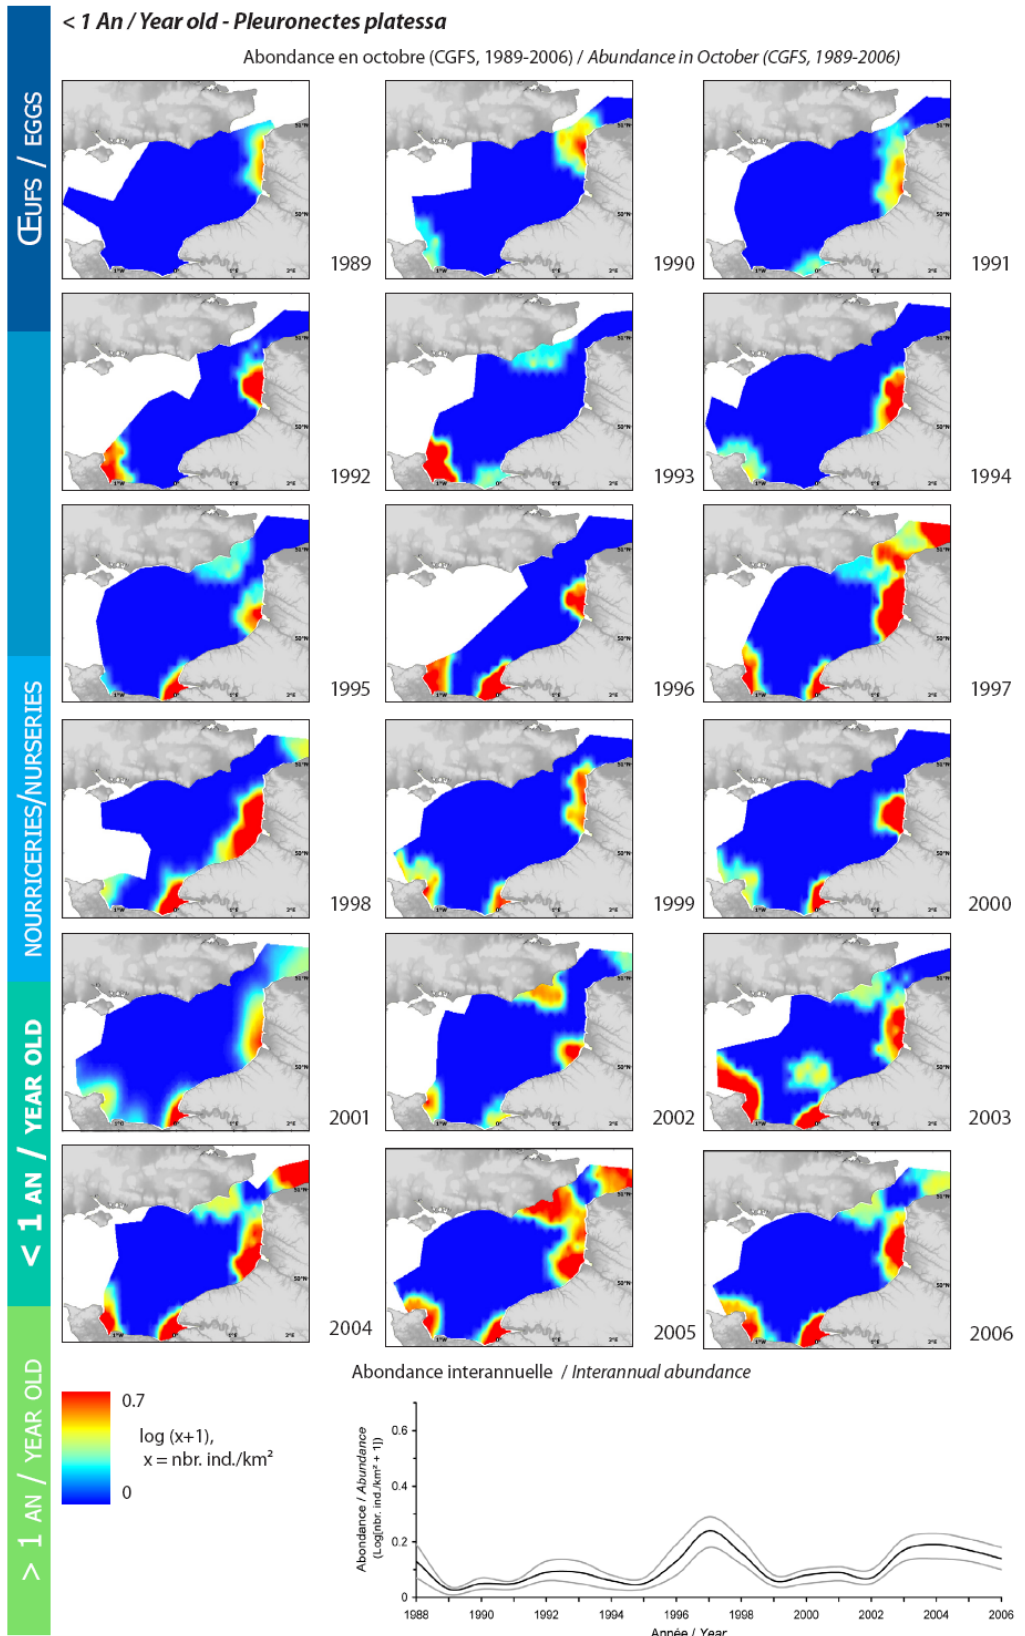 < 1 An / Year old - Pleuronectes platessa
Abondance en octobre (CGFS, 1989-2006) / Abundance in October (CGFS, 1989-2006)
ŒUFS / EGGS
NOURRICERIES/NURSERIES
< 1 AN / YEAR OLD
> 1 AN / YEAR OLD
1989
1990
1991
1992
1993
1994
1995
1996
1997
1998
1999
2000
2001
2002
2003
2004
2005
2006
Abondance interannuelle / Interannual abundance
0.7
log (x+1),
x = nbr. ind./km²
0
Abondance / Abundance
(Log[nbr. ind./km² + 1])
0.6
0.4
0.2
0
1988 1990 1992 1994 1996 1998 2000 2002 2004 2006
Année / Year